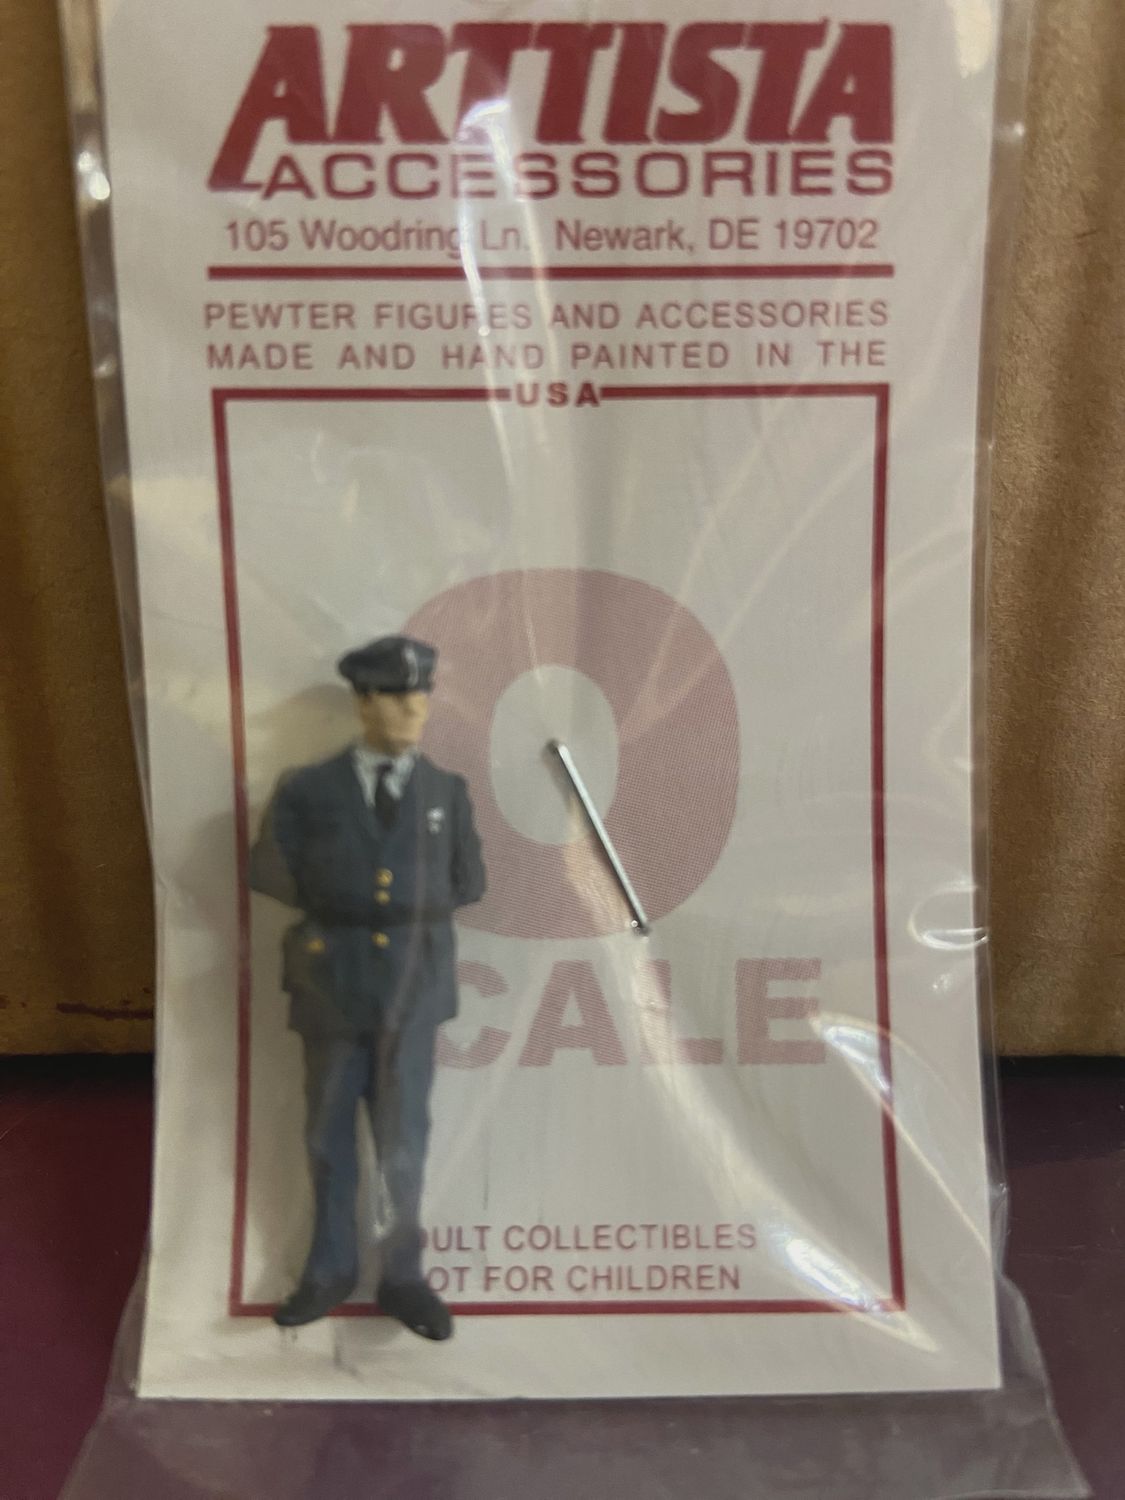 ARTTISTA
ACCESSORIES
105 Woodring Ln. Newark, DE 19702
PEWTER FIGURES AND ACCESSORIES
MADE AND HAND PAINTED IN THE
USA
O
CALE
DULT COLLECTIBLES
OT FOR CHILDREN